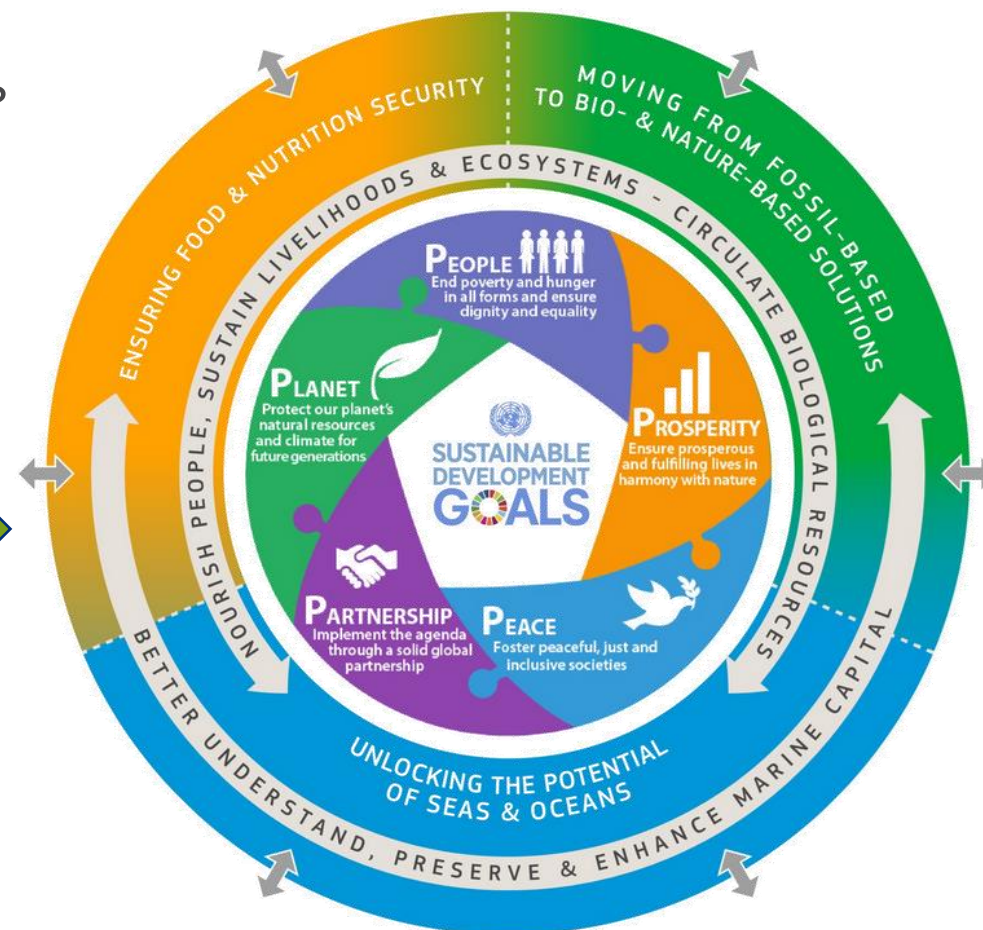 ENSURING FOOD & NUTRITION SECURITY
MOVING FROM FOSSIL-BASED
TO BIO- & NATURE-BASED SOLUTIONS
NOURISH PEOPLE, SUSTAIN LIVELIHOODS & ECOSYSTEMS - CIRCULATE BIOLOGICAL RESOURCES
PEOPLE
End poverty and hunger
in all forms and ensure
dignity and equality
PROSPERITY
Ensure prosperous
and fulfilling lives in
harmony with nature
PLANET
Protect our planet's
natural resources
and climate for
future generations
SUSTAINABLE
DEVELOPMENT
GOALS
PARTNERSHIP
Implement the agenda
through a solid global
partnership
PEACE
Foster peaceful, just and
inclusive societies
UNLOCKING THE POTENTIAL
OF SEAS & OCEANS
BETTER UNDERSTAND, PRESERVE & ENHANCE MARINE CAPITAL